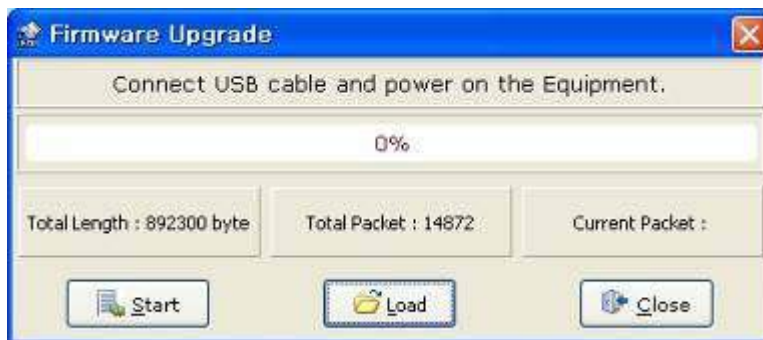 Firmware Upgrade
Connect USB cable and power on the Equipment.
0%
Total Length : 892300 byte
Total Packet : 14872
Current Packet :
Start
Load
Close